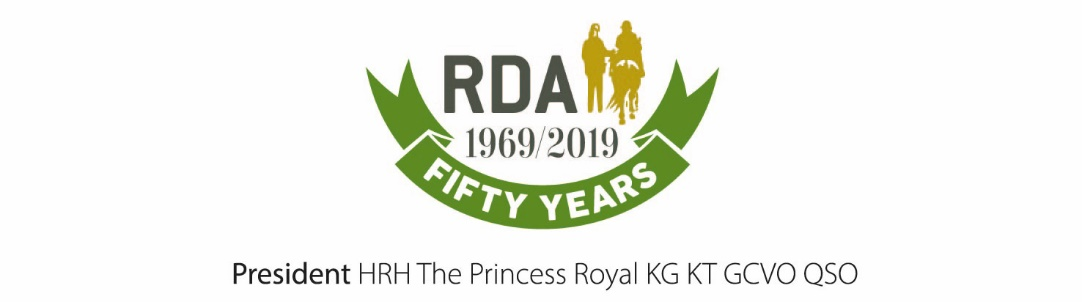 RDA
1969/2019
FIFTY YEARS
President HRH The Princess Royal KG KT GCVO QSO